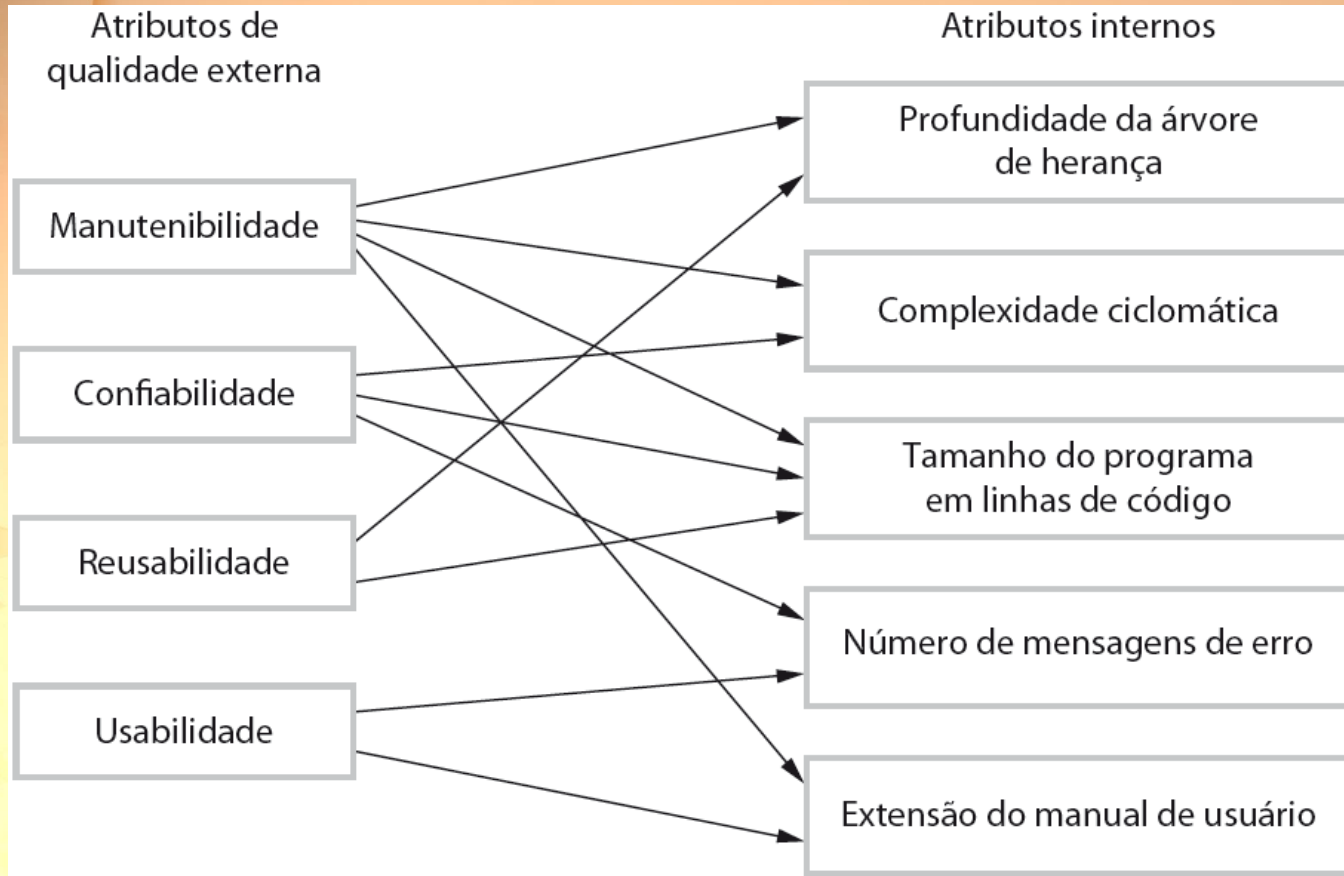 Atributos de
qualidade externa
Manutenibilidade
Confiabilidade
Reusabilidade
Usabilidade
Atributos internos
Profundidade da árvore
de herança
Complexidade ciclomática
Tamanho do programa
em linhas de código
Número de mensagens de erro
Extensão do manual de usuário